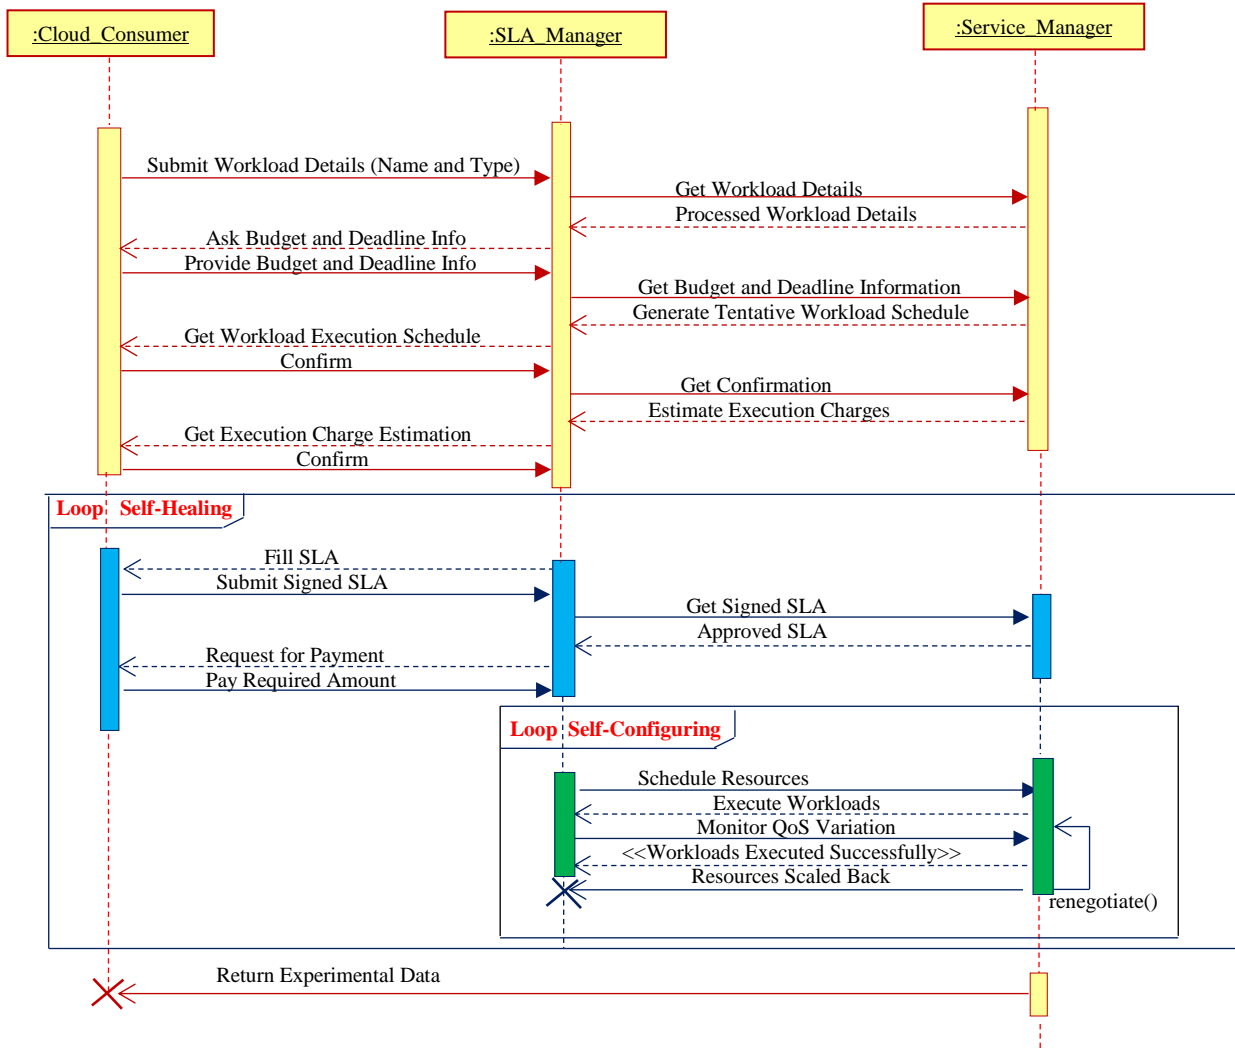 :Cloud_Consumer
:SLA_Manager
:Service_Manager
Submit Workload Details (Name and Type)
Get Workload Details
Processed Workload Details
Ask Budget and Deadline Info
Provide Budget and Deadline Info
Get Budget and Deadline Information
Generate Tentative Workload Schedule
Get Workload Execution Schedule
Confirm
Get Confirmation
Estimate Execution Charges
Get Execution Charge Estimation
Confirm
Loop Self-Healing
Fill SLA
Submit Signed SLA
Get Signed SLA
Approved SLA
Request for Payment
Pay Required Amount
Loop Self-Configuring
Schedule Resources
Execute Workloads
Monitor QoS Variation
<<Workloads Executed Successfully>>
Resources Scaled Back
renegotiate()
Return Experimental Data